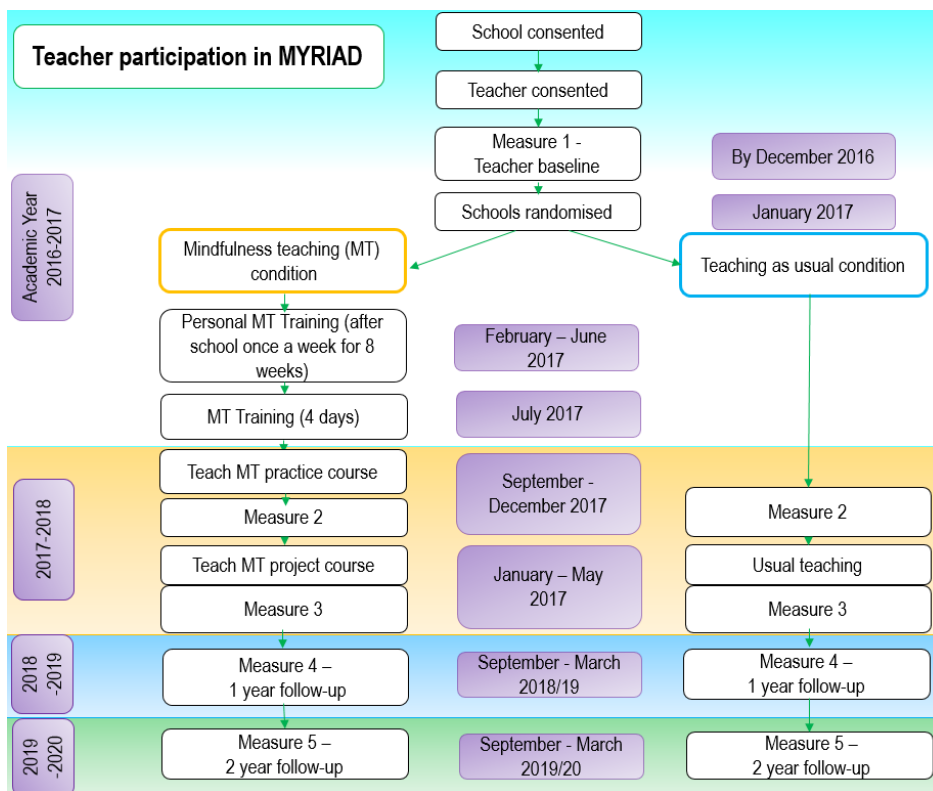 Teacher participation in MYRIAD
School consented
Teacher consented
Measure 1 -
Teacher baseline
By December 2016
Schools randomised
January 2017
Academic Year
2016-2017
Mindfulness teaching (MT)
condition
Teaching as usual condition
Personal MT Training (after
school once a week for 8
weeks)
February – June
2017
MT Training (4 days)
July 2017
2017-2018
Teach MT practice course
September -
December 2017
Measure 2
Measure 2
Teach MT project course
January – May
2017
Usual teaching
Measure 3
Measure 3
2018
-2019
Measure 4 –
1 year follow-up
September - March
2018/19
Measure 4 –
1 year follow-up
2019
-2020
Measure 5 –
2 year follow-up
September - March
2019/20
Measure 5 –
2 year follow-up